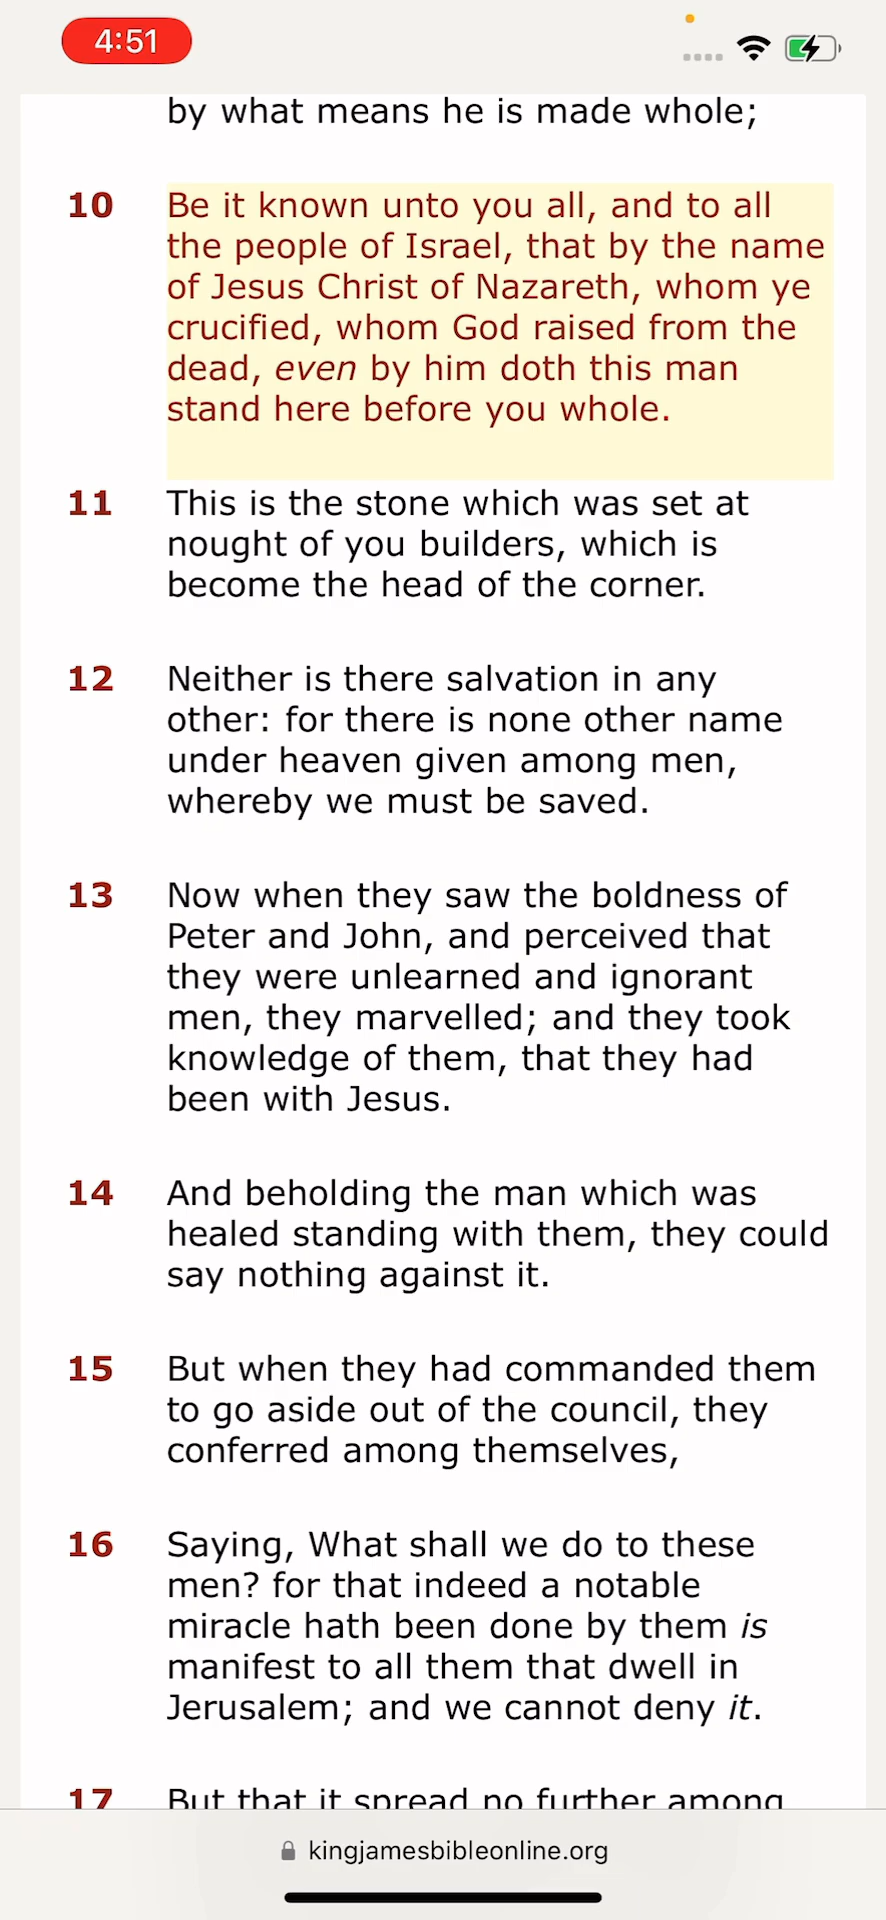 4:51
by what means he is made whole;
10 Be it known unto you all, and to all
the people of Israel, that by the name
of Jesus Christ of Nazareth, whom ye
crucified, whom God raised from the
dead, even by him doth this man
stand here before you whole.
11 This is the stone which was set at
nought of you builders, which is
become the head of the corner.
12 Neither is there salvation in any
other: for there is none other name
under heaven given among men,
whereby we must be saved.
13 Now when they saw the boldness of
Peter and John, and perceived that
they were unlearned and ignorant
men, they marvelled; and they took
knowledge of them, that they had
been with Jesus.
14 And beholding the man which was
healed standing with them, they could
say nothing against it.
15 But when they had commanded them
to go aside out of the council, they
conferred among themselves,
16 Saying, What shall we do to these
men? for that indeed a notable
miracle hath been done by them is
manifest to all them that dwell in
Jerusalem; and we cannot deny it.
17 But that it spread no further among
kingjamesbibleonline.org